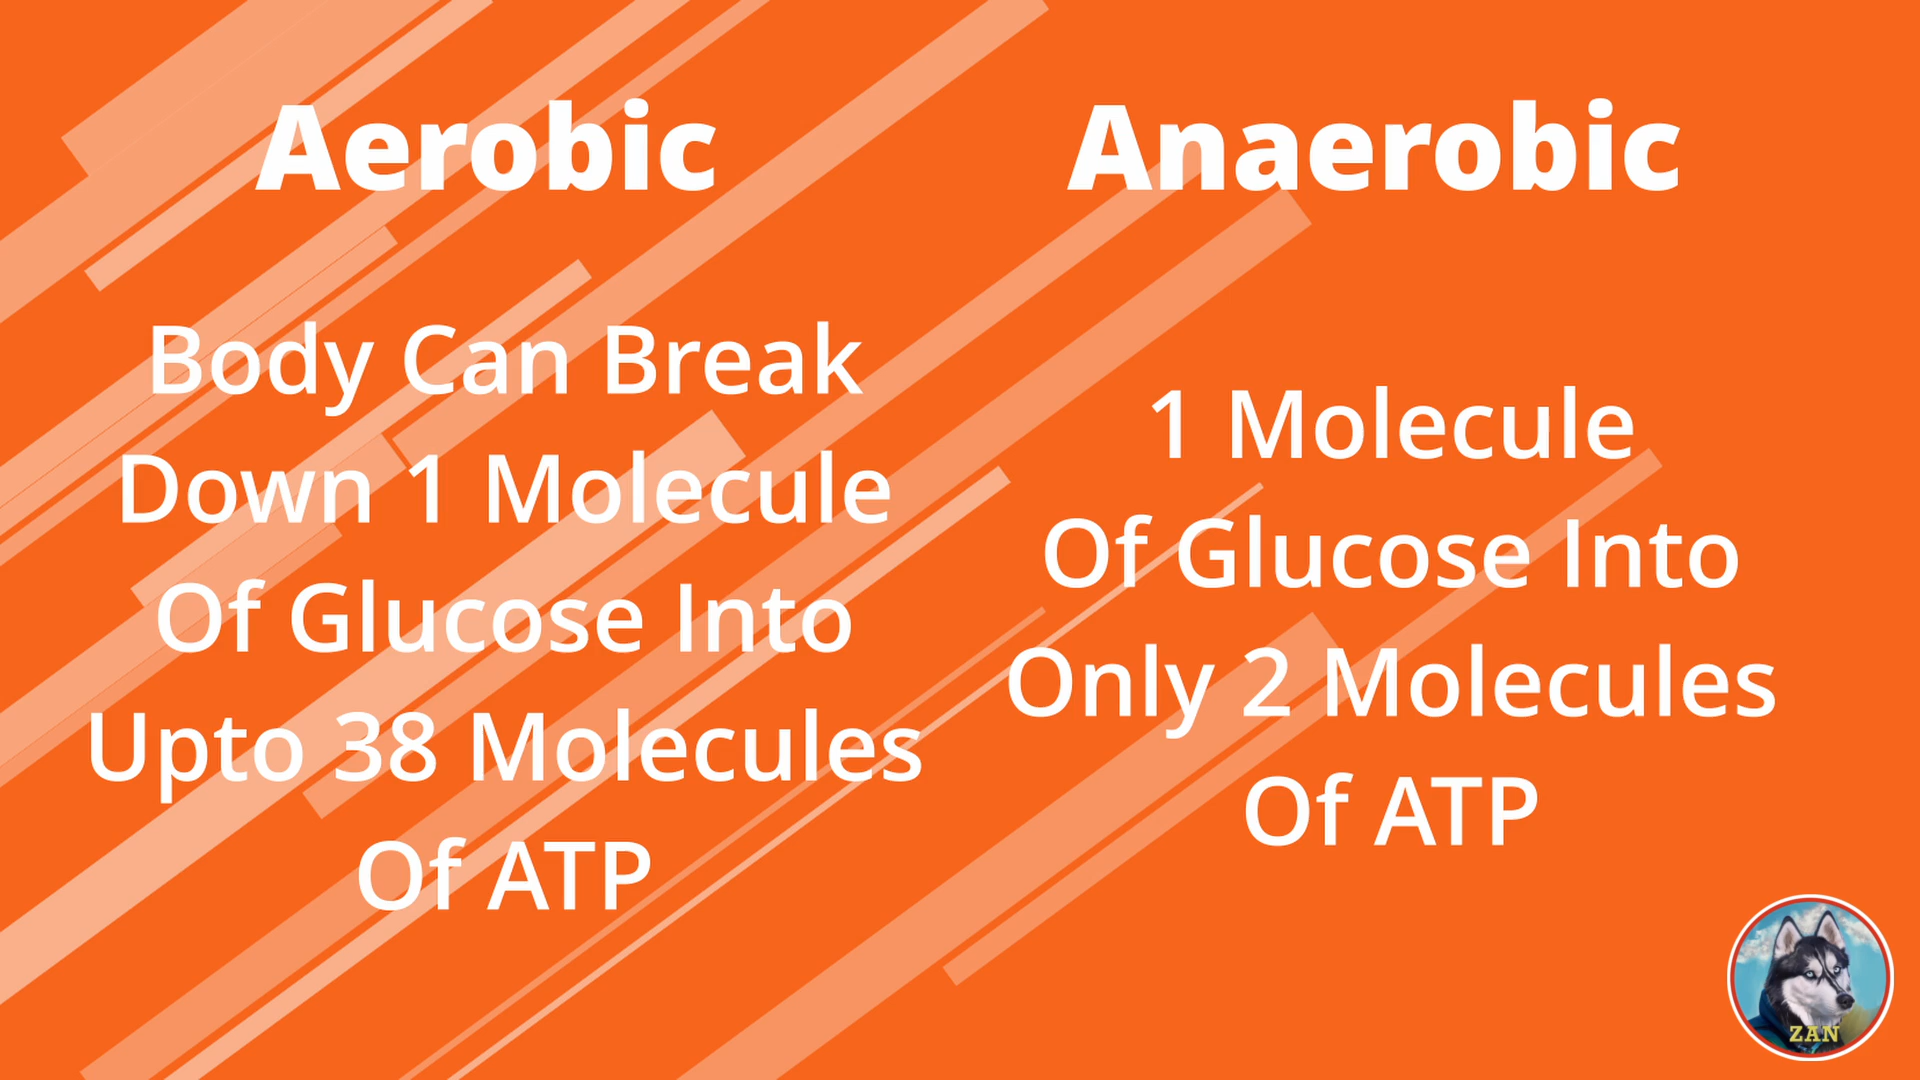 Aerobic
Body Can Break
Down 1 Molecule
Of Glucose Into
Upto 38 Molecules
Of ATP
Anaerobic
1 Molecule
Of Glucose Into
Only 2 Molecules
Of ATP
ZAN